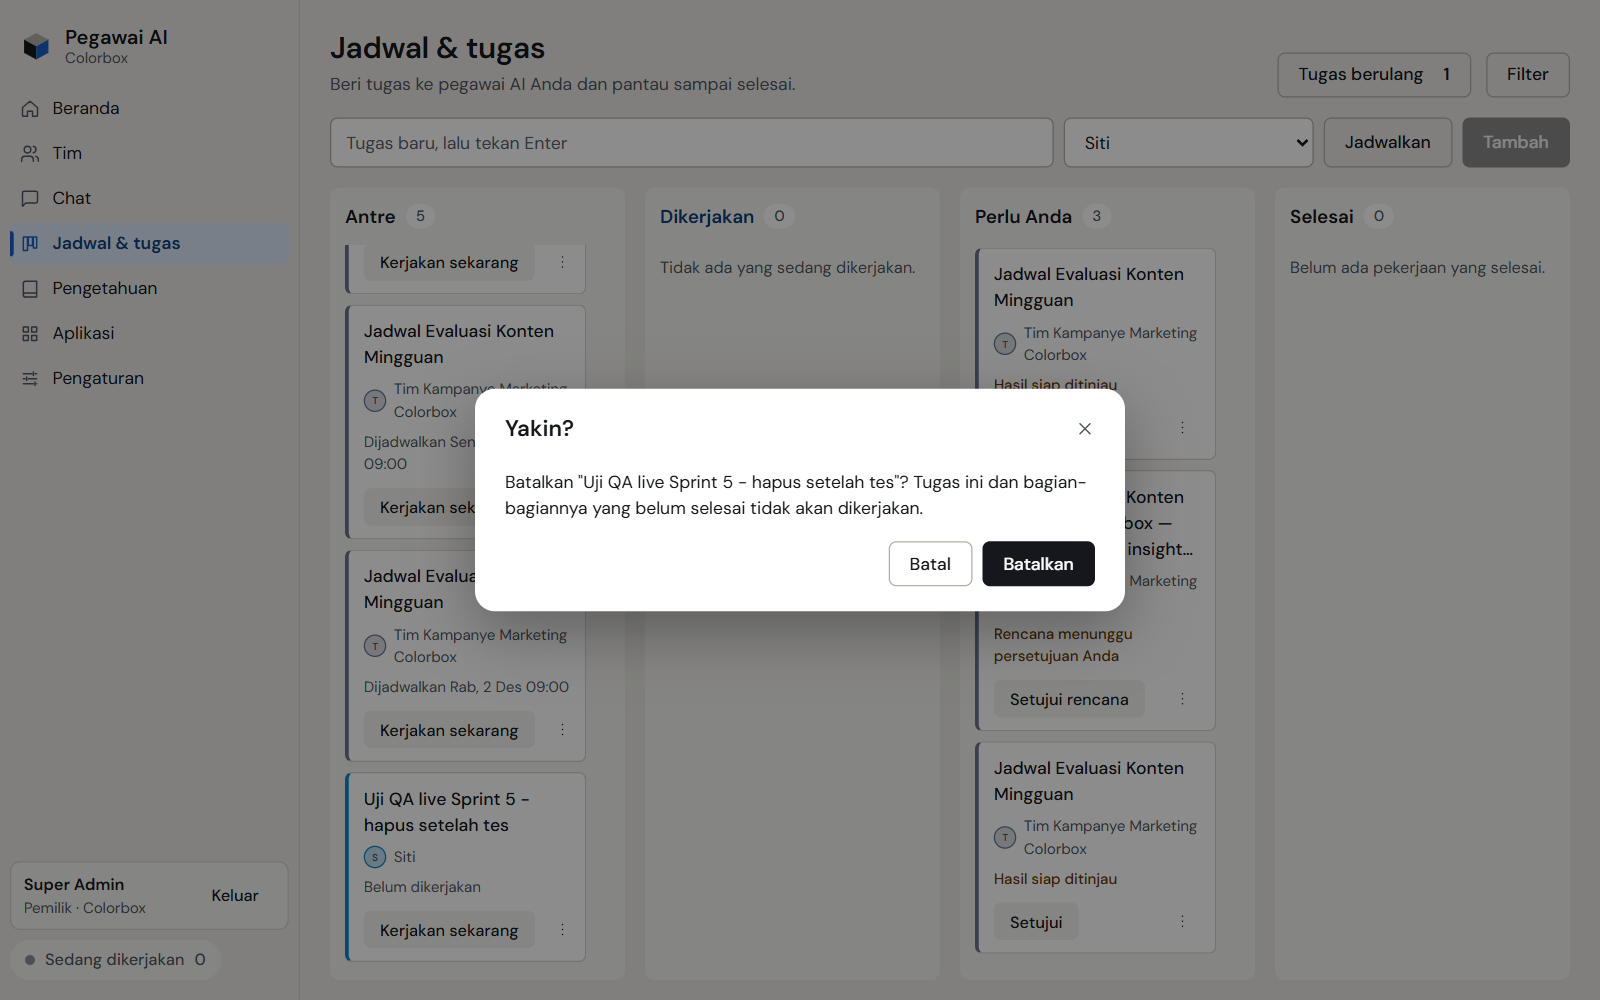 Pegawai AI
Colorbox
Beranda
Tim
Chat
Jadwal & tugas
Pengetahuan
Aplikasi
Pengaturan
Super Admin
Pemilik · Colorbox
Keluar
Sedang dikerjakan 0
Jadwal & tugas
Beri tugas ke pegawai AI Anda dan pantau sampai selesai.
Tugas berulang 1
Filter
Tugas baru, lalu tekan Enter
Siti
Jadwalkan
Tambah
Antre 5
Kerjakan sekarang
Jadwal Evaluasi Konten
Mingguan
T
Tim Kampanye Marketing
Colorbox
Dijadwalkan Sen
09:00
Kerjakan sek
Jadwal Evalua
Mingguan
T
Tim Kampanye Marketing
Colorbox
Dijadwalkan Rab, 2 Des 09:00
Kerjakan sekarang
Uji QA live Sprint 5 -
hapus setelah tes
S
Siti
Belum dikerjakan
Kerjakan sekarang
Dikerjakan 0
Tidak ada yang sedang dikerjakan.
Perlu Anda 3
Jadwal Evaluasi Konten
Mingguan
T
Tim Kampanye Marketing
Colorbox
Hasil siap ditinjau
Konten
box —
insight...
Marketing
Rencana menunggu
persetujuan Anda
Setujui rencana
Jadwal Evaluasi Konten
Mingguan
T
Tim Kampanye Marketing
Colorbox
Hasil siap ditinjau
Setujui
Selesai 0
Belum ada pekerjaan yang selesai.
Yakin?
Batalkan "Uji QA live Sprint 5 - hapus setelah tes"? Tugas ini dan bagian-
bagiannya yang belum selesai tidak akan dikerjakan.
Batal
Batalkan